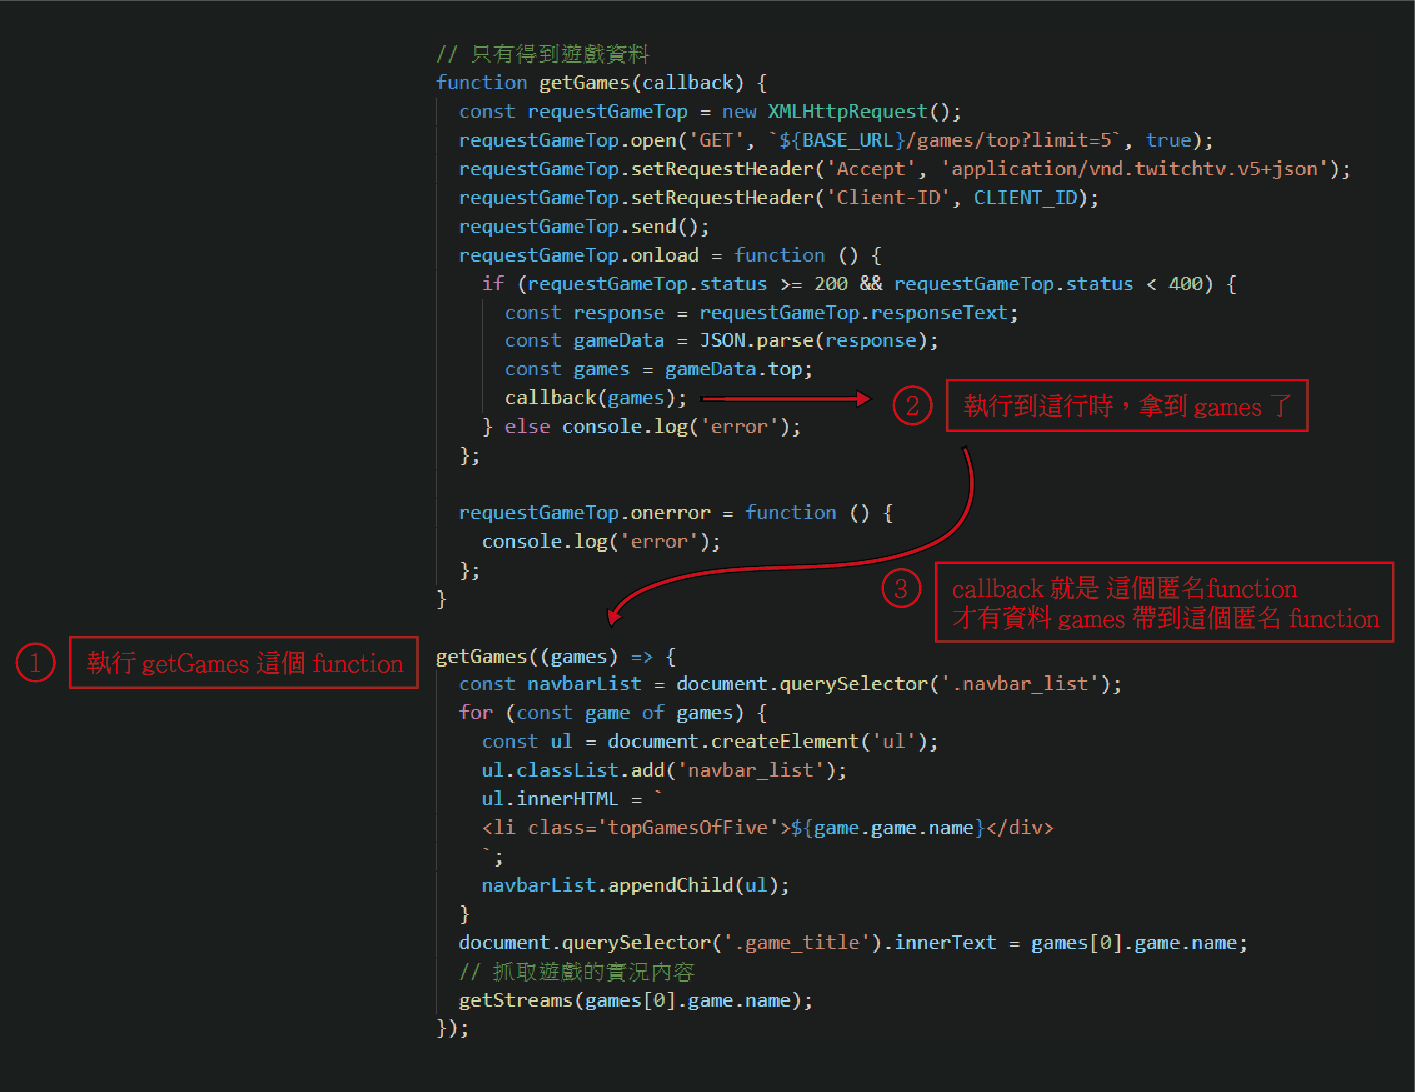 // 只有得到遊戲資料
function getGames(callback) {
  const requestGameTop = new XMLHttpRequest();
  requestGameTop.open('GET', `${BASE_URL}/games/top?limit=5`, true);
  requestGameTop.setRequestHeader('Accept', 'application/vnd.twitchtv.v5+json');
  requestGameTop.setRequestHeader('Client-ID', CLIENT_ID);
  requestGameTop.send();
  requestGameTop.onload = function () {
    if (requestGameTop.status >= 200 && requestGameTop.status < 400) {
      const response = requestGameTop.responseText;
      const gameData = JSON.parse(response);
      const games = gameData.top;
      callback(games);
② 執行到這行時，拿到 games 了
    } else console.log('error');
  };
  requestGameTop.onerror = function () {
    console.log('error');
  };
}
③ callback 就是 這個匿名function
才有資料 games 帶到這個匿名 function
① 執行 getGames 這個 function
getGames((games) => {
  const navbarList = document.querySelector('.navbar_list');
  for (const game of games) {
    const ul = document.createElement('ul');
    ul.classList.add('navbar_list');
    ul.innerHTML = `
    <li class='topGamesOfFive'>${game.game.name}</div>
    `;
    navbarList.appendChild(ul);
  }
  document.querySelector('.game_title').innerText = games[0].game.name;
  // 抓取遊戲的實況內容
  getStreams(games[0].game.name);
});